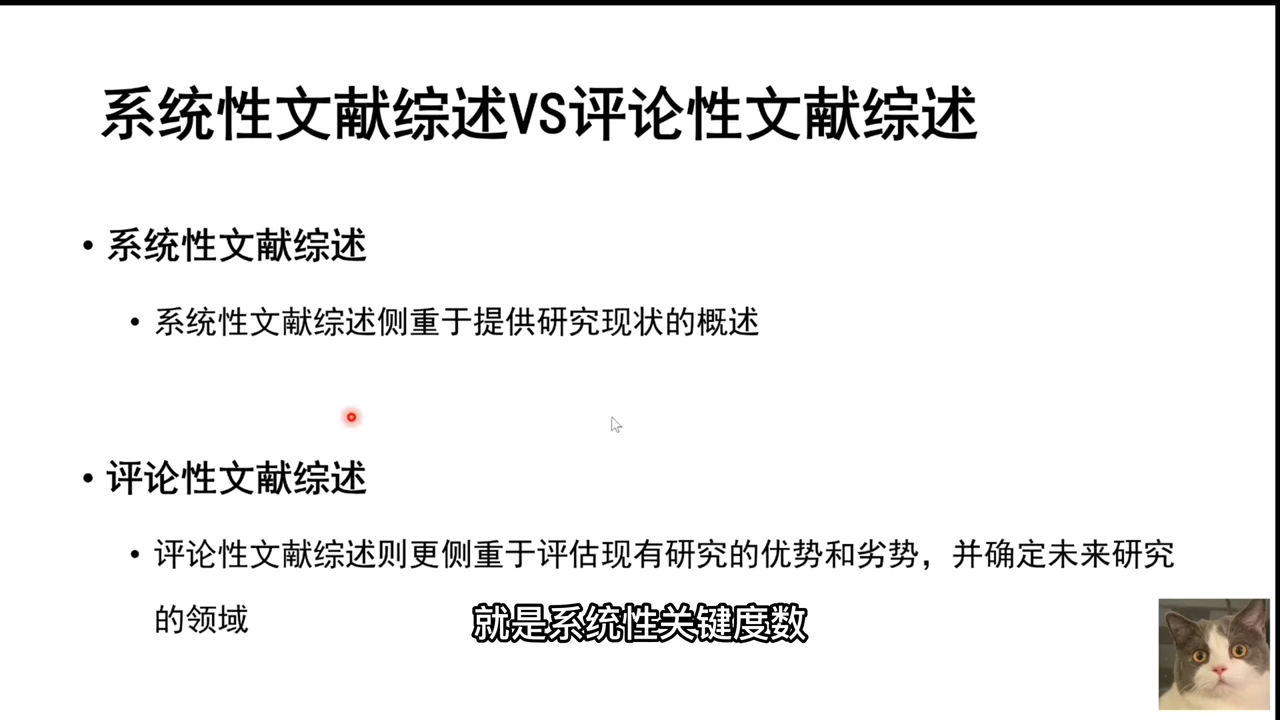 系统性文献综述VS评论性文献综述
• 系统性文献综述
• 系统性文献综述侧重于提供研究现状的概述
• 评论性文献综述
• 评论性文献综述则更侧重于评估现有研究的优势和劣势，并确定未来研究
的领域
就是系统性关键度数